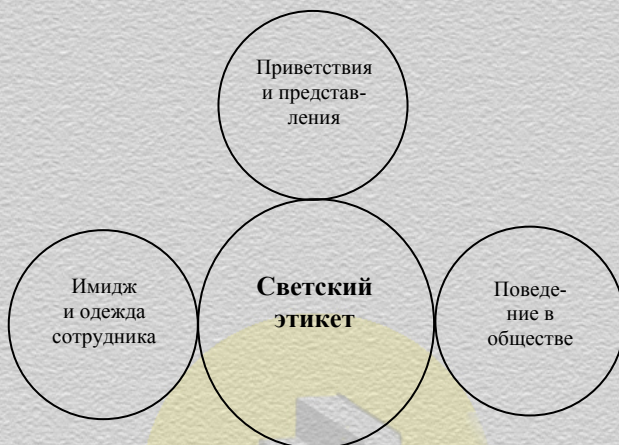 Приветствия
и представ-
ления
Имидж
и одежда
сотрудника
Светский
этикет
Поведе-
ние в
обществе